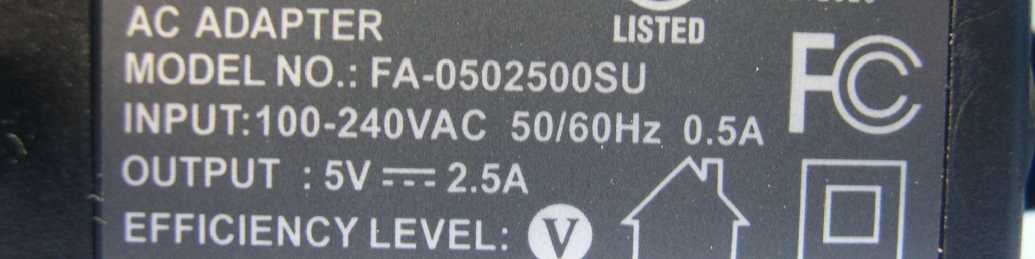 AC ADAPTER
LISTED
MODEL NO.: FA-0502500SU
FC
INPUT:100-240VAC 50/60Hz 0.5A
OUTPUT : 5V ⎓ 2.5A
EFFICIENCY LEVEL: V